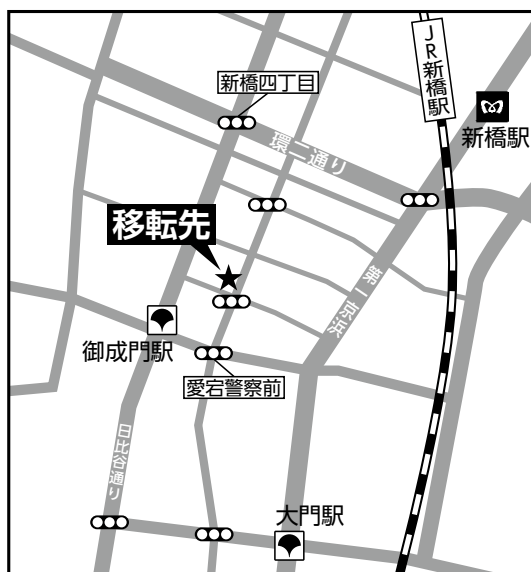 JR新橋駅
新橋四丁目
新橋駅
環二通り
移転先
第一京浜
御成門駅
愛宕警察前
日比谷通り
大門駅